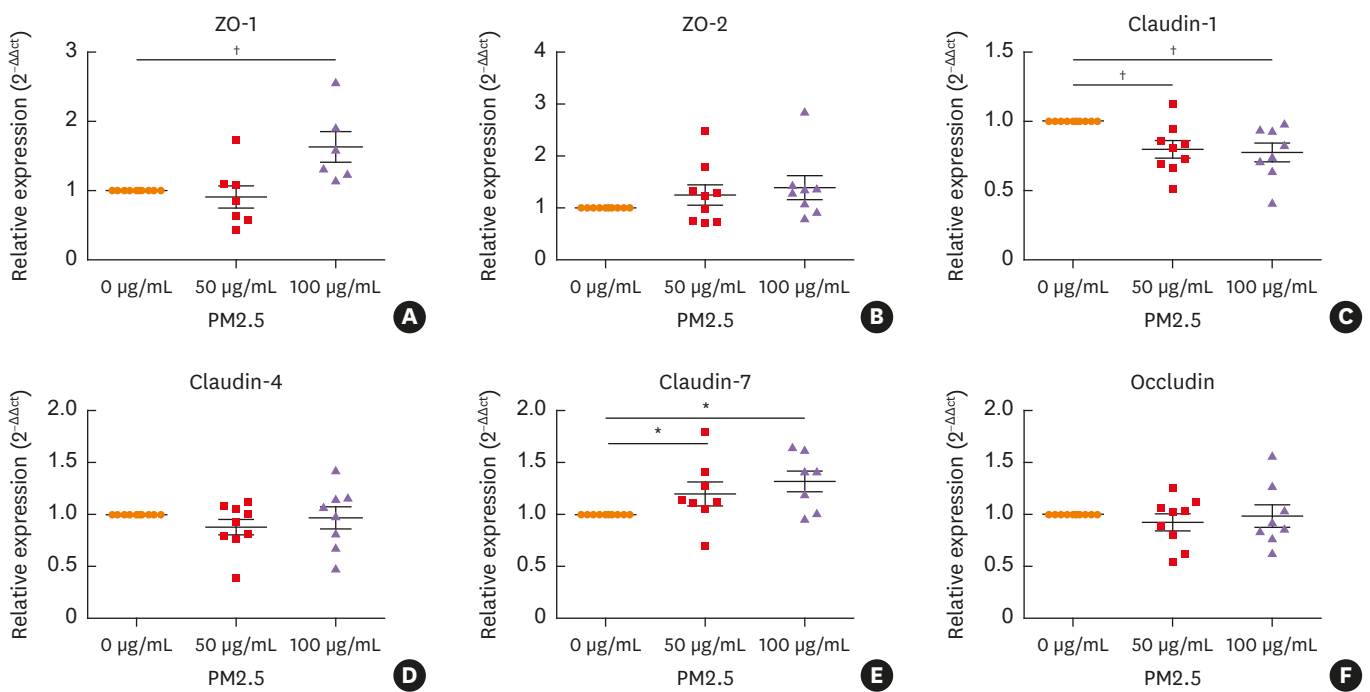 ZO-1
Relative expression (2⁻ΔΔct)
3
2
1
0
†
0 µg/mL 50 µg/mL 100 µg/mL
PM2.5
A
ZO-2
Relative expression (2⁻ΔΔct)
4
3
2
1
0
0 µg/mL 50 µg/mL 100 µg/mL
PM2.5
B
Claudin-1
Relative expression (2⁻ΔΔct)
1.5
1.0
0.5
0
†
†
0 µg/mL 50 µg/mL 100 µg/mL
PM2.5
C
Claudin-4
Relative expression (2⁻ΔΔct)
2.0
1.5
1.0
0.5
0
0 µg/mL 50 µg/mL 100 µg/mL
PM2.5
D
Claudin-7
Relative expression (2⁻ΔΔct)
2.0
1.5
1.0
0.5
0
*
*
0 µg/mL 50 µg/mL 100 µg/mL
PM2.5
E
Occludin
Relative expression (2⁻ΔΔct)
2.0
1.5
1.0
0.5
0
0 µg/mL 50 µg/mL 100 µg/mL
PM2.5
F